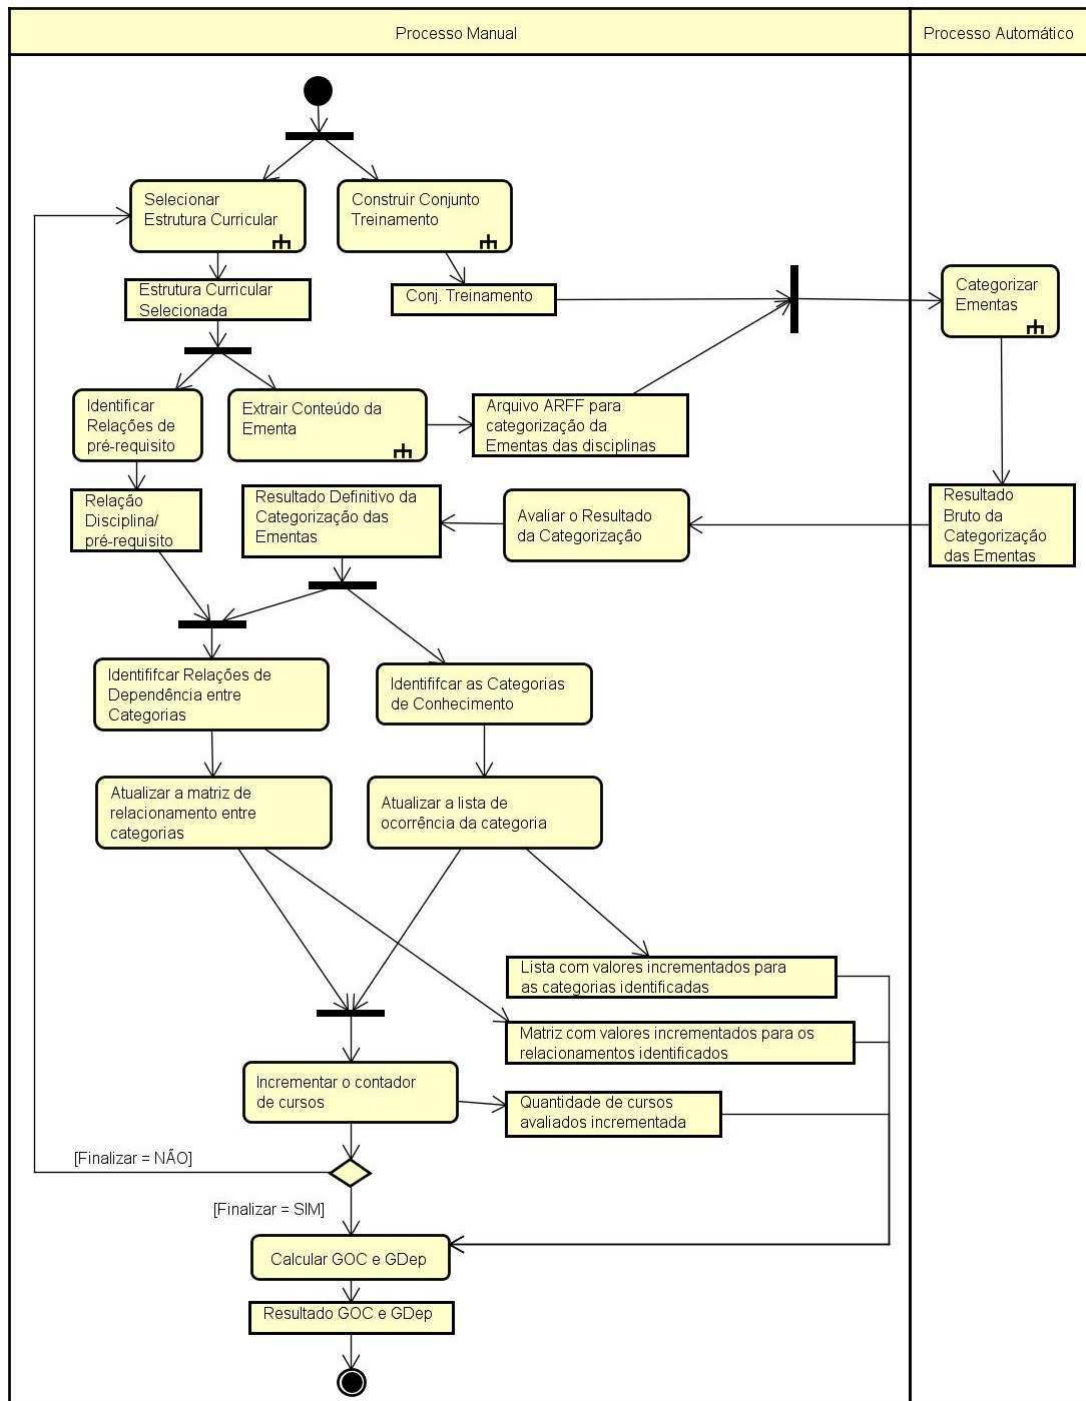 Processo Manual
Processo Automático
Selecionar
Estrutura Curricular
Construir Conjunto
Treinamento
Categorizar
Ementas
Estrutura Curricular
Selecionada
Conj. Treinamento
Identificar
Relações de
pré-requisito
Extrair Conteúdo da
Ementa
Arquivo ARFF para
categorização da
Ementas das disciplinas
Relação
Disciplina/
pré-requisito
Resultado Definitivo da
Categorização das
Ementas
Avaliar o Resultado
da Categorização
Resultado
Bruto da
Categorização
das Ementas
Identififcar Relações de
Dependência entre
Categorias
Identififcar as Categorias
de Conhecimento
Atualizar a matriz de
relacionamento entre
categorias
Atualizar a lista de
ocorrência da categoria
Lista com valores incrementados para
as categorias identificadas
Matriz com valores incrementados para os
relacionamentos identificados
Incrementar o contador
de cursos
Quantidade de cursos
avaliados incrementada
[Finalizar = NÃO]
[Finalizar = SIM]
Calcular GOC e GDep
Resultado GOC e GDep